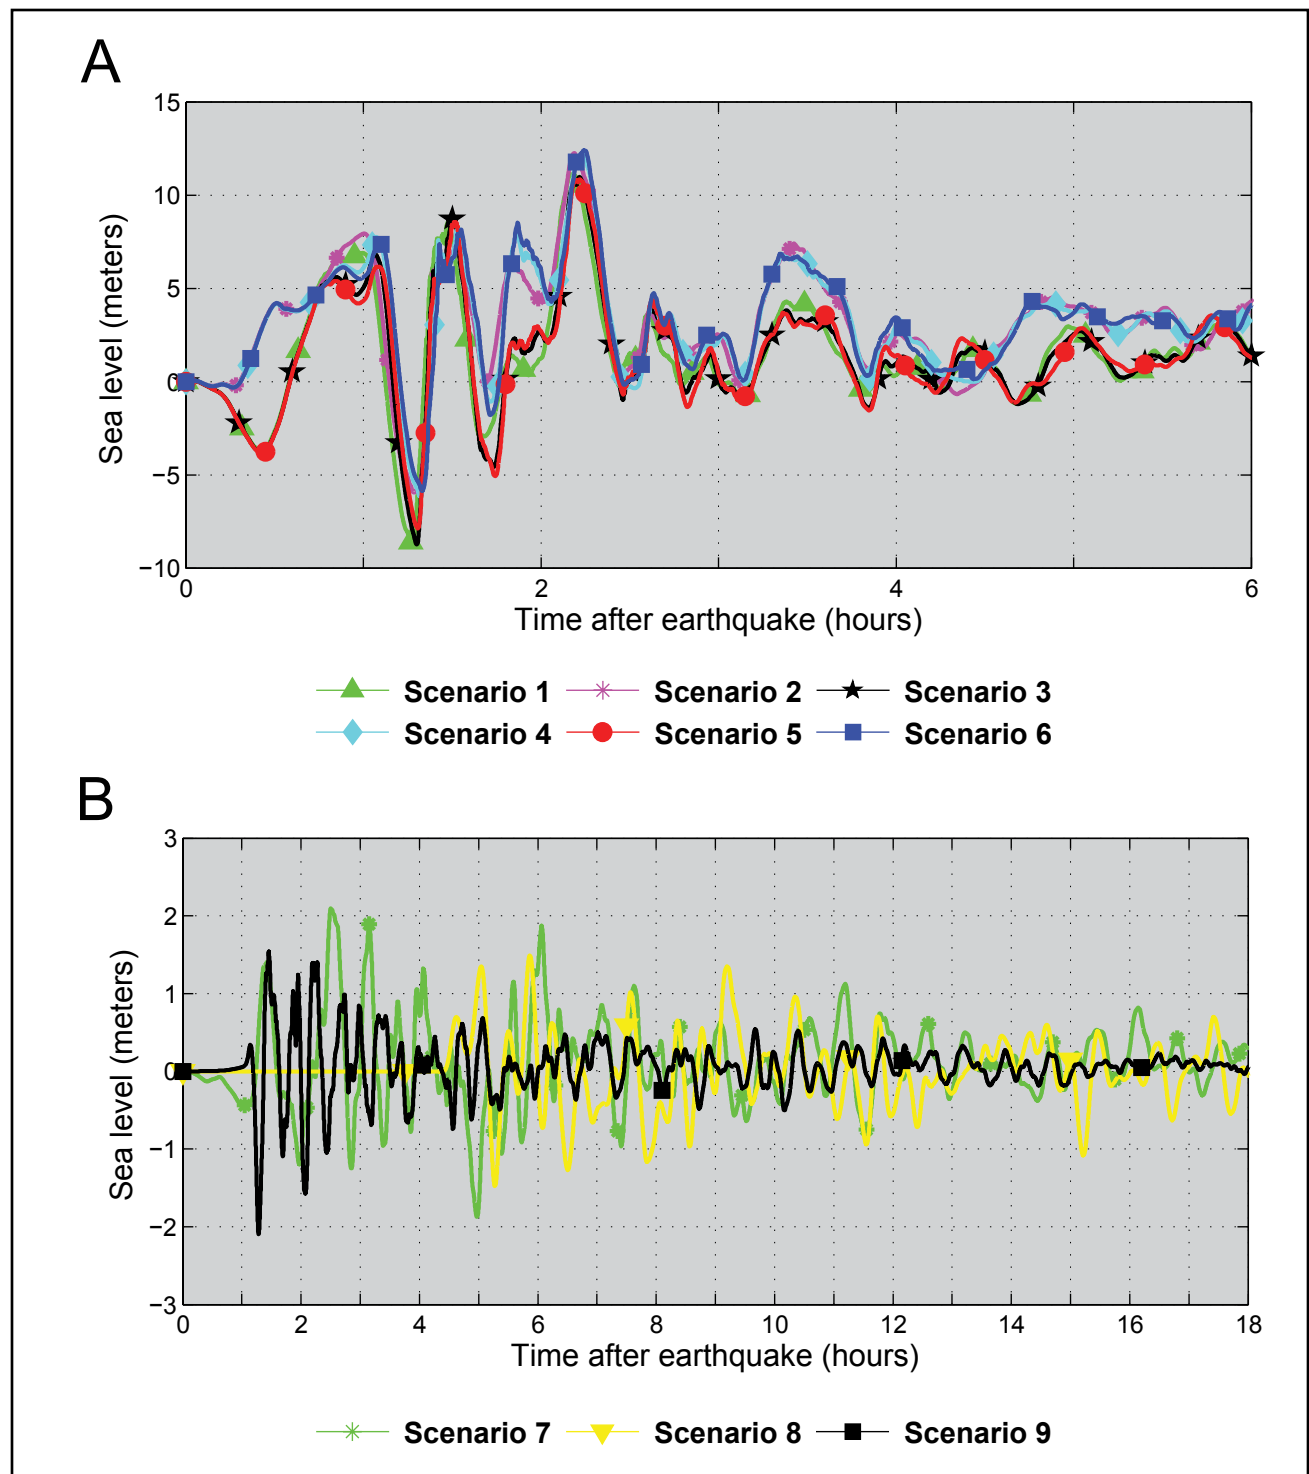 A
15
10
5
0
−5
−10
Sea level (meters)
0 2 4 6
Time after earthquake (hours)
Scenario 1 Scenario 2 Scenario 3
Scenario 4 Scenario 5 Scenario 6
B
3
2
1
0
−1
−2
−3
Sea level (meters)
0 2 4 6 8 10 12 14 16 18
Time after earthquake (hours)
Scenario 7 Scenario 8 Scenario 9